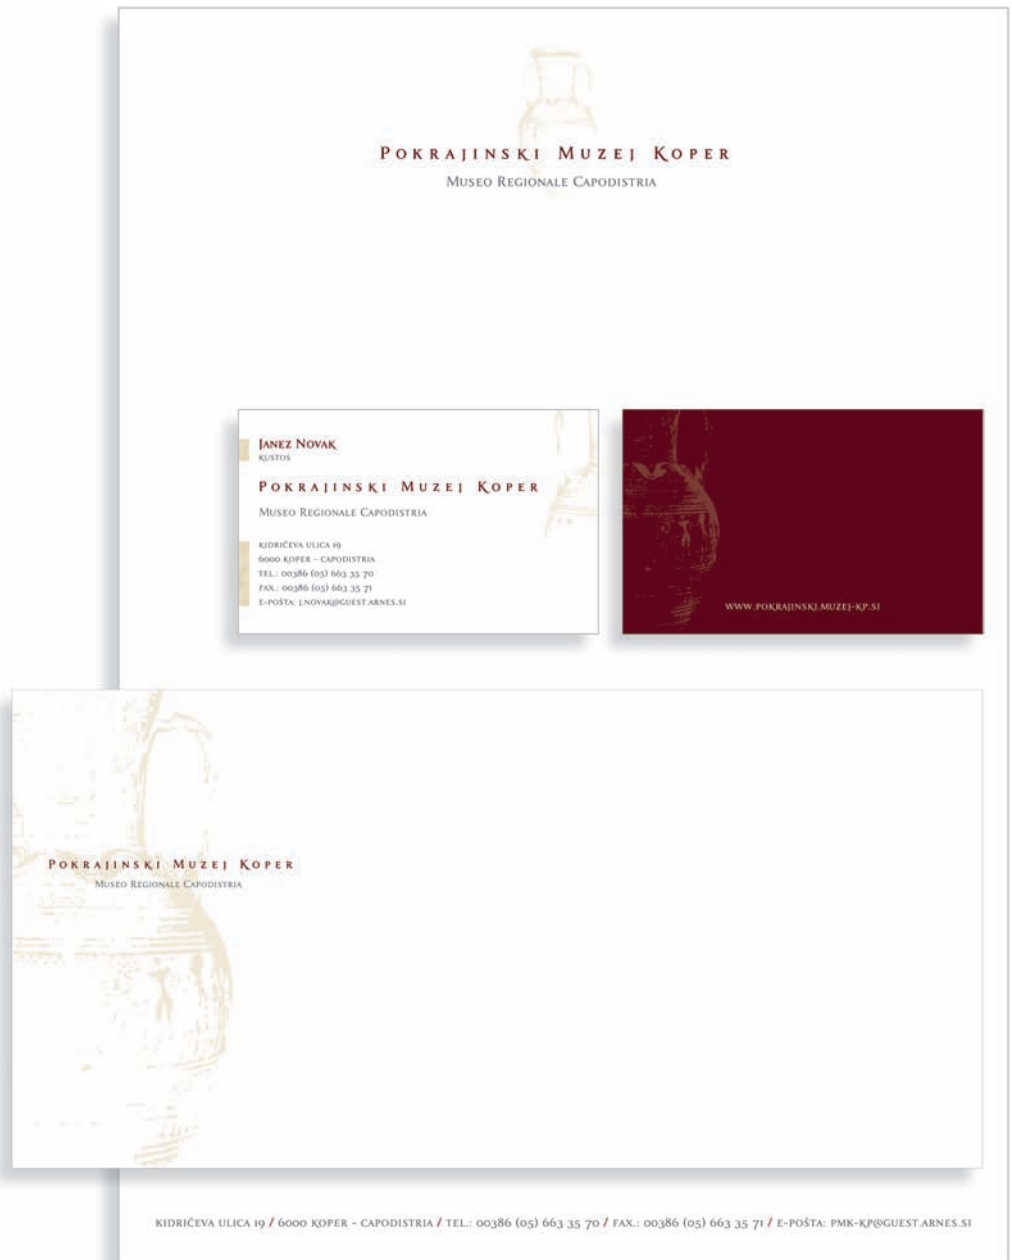 Pokrajinski Muzej Koper
Museo Regionale Capodistria
Janez Novak
kustos
Pokrajinski Muzej Koper
Museo Regionale Capodistria
Kidričeva ulica 19
6000 Koper - Capodistria
Tel.: 00386 (05) 663 35 70
Fax.: 00386 (05) 663 35 71
e-pošta: j.novak@guest.arnes.si
www.pokrajinski.muzej-kp.si
Pokrajinski Muzej Koper
Museo Regionale Capodistria
Kidričeva ulica 19 / 6000 Koper - Capodistria / Tel.: 00386 (05) 663 35 70 / Fax.: 00386 (05) 663 35 71 / e-pošta: pmk-kp@guest.arnes.si